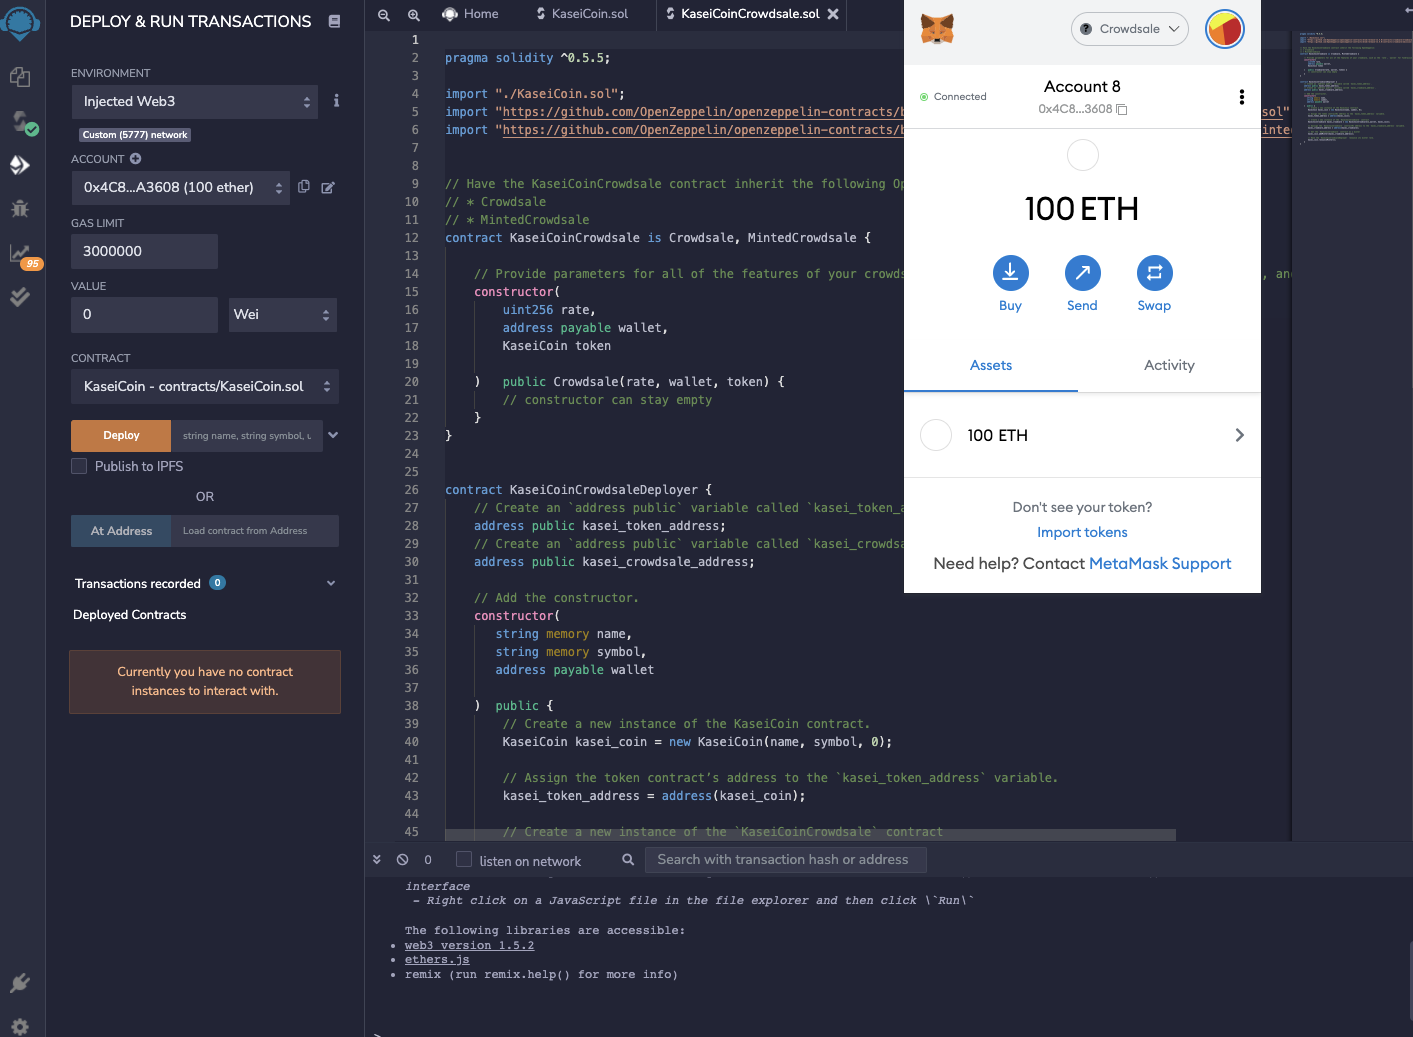 DEPLOY & RUN TRANSACTIONS
ENVIRONMENT
Injected Web3
Custom (5777) network
ACCOUNT
0x4C8...A3608 (100 ether)
GAS LIMIT
3000000
VALUE
0
Wei
CONTRACT
KaseiCoin - contracts/KaseiCoin.sol
Deploy
string name, string symbol, u
Publish to IPFS
OR
At Address
Load contract from Address
Transactions recorded 0
Deployed Contracts
Currently you have no contract
instances to interact with.
95
Home
KaseiCoin.sol
KaseiCoinCrowdsale.sol
1
2 pragma solidity ^0.5.5;
3
4 import "./KaseiCoin.sol";
5 import "https://github.com/OpenZeppelin/openzeppelin-contracts/b sol"
6 import "https://github.com/OpenZeppelin/openzeppelin-contracts/b inted
7
8
9 // Have the KaseiCoinCrowdsale contract inherit the following Op
10 // * Crowdsale
11 // * MintedCrowdsale
12 contract KaseiCoinCrowdsale is Crowdsale, MintedCrowdsale {
13
14 // Provide parameters for all of the features of your crowds , and
15 constructor(
16 uint256 rate,
17 address payable wallet,
18 KaseiCoin token
19
20 ) public Crowdsale(rate, wallet, token) {
21 // constructor can stay empty
22 }
23 }
24
25
26 contract KaseiCoinCrowdsaleDeployer {
27 // Create an `address public` variable called `kasei_token_a
28 address public kasei_token_address;
29 // Create an `address public` variable called `kasei_crowdsa
30 address public kasei_crowdsale_address;
31
32 // Add the constructor.
33 constructor(
34 string memory name,
35 string memory symbol,
36 address payable wallet
37
38 ) public {
39 // Create a new instance of the KaseiCoin contract.
40 KaseiCoin kasei_coin = new KaseiCoin(name, symbol, 0);
41
42 // Assign the token contract’s address to the `kasei_token_address` variable.
43 kasei_token_address = address(kasei_coin);
44
45 // Create a new instance of the `KaseiCoinCrowdsale` contract
Crowdsale
Connected
Account 8
0x4C8...3608
100 ETH
Buy
Send
Swap
Assets
Activity
100 ETH
Don't see your token?
Import tokens
Need help? Contact MetaMask Support
0
listen on network
Search with transaction hash or address
interface
- Right click on a JavaScript file in the file explorer and then click \`Run\`
The following libraries are accessible:
• web3 version 1.5.2
• ethers.js
• remix (run remix.help() for more info)
>